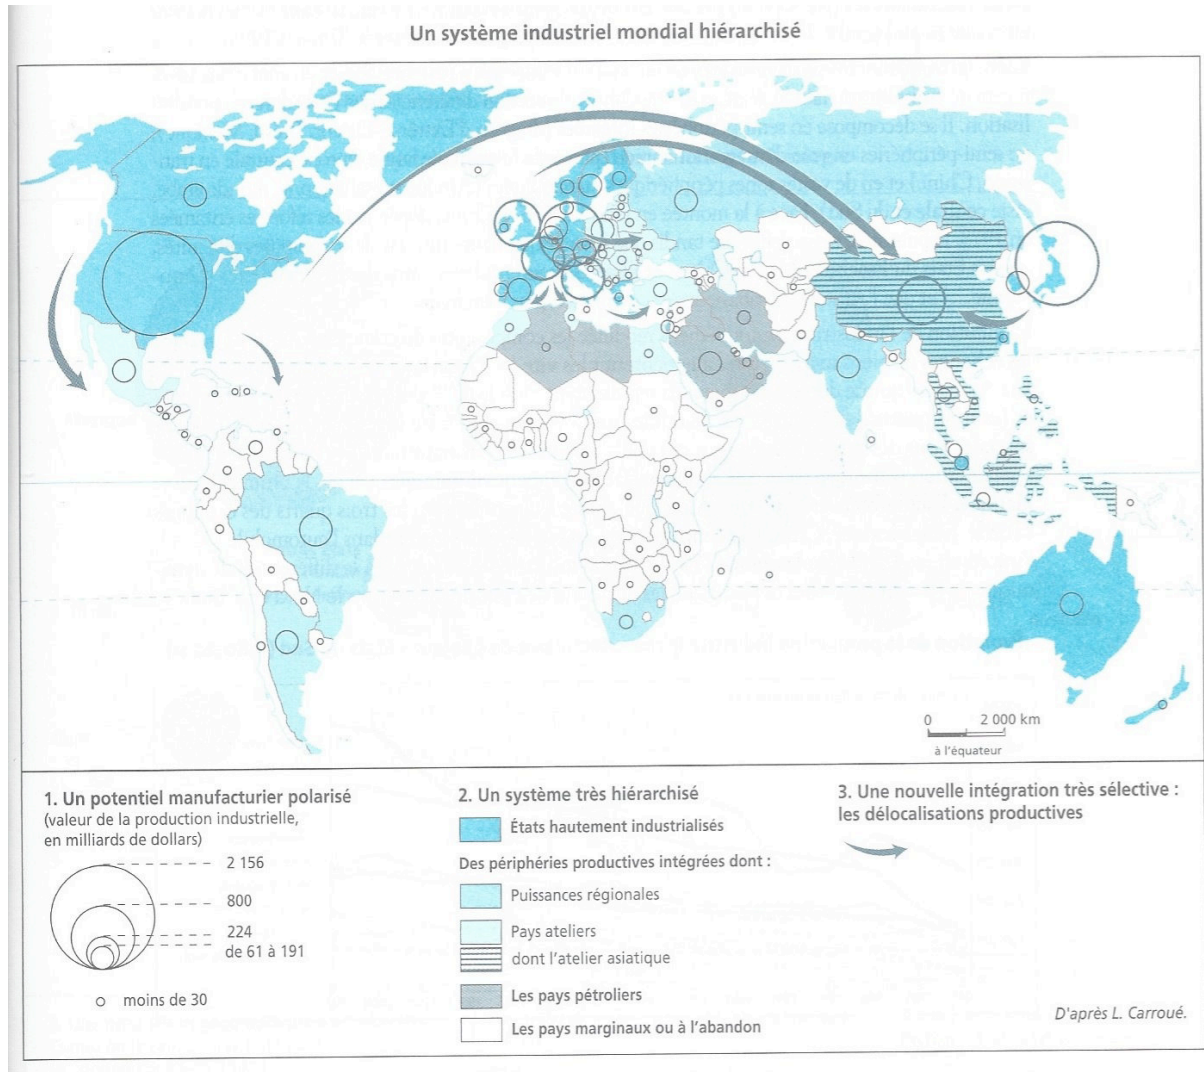 Un système industriel mondial hiérarchisé
0 2 000 km
à l'équateur
1. Un potentiel manufacturier polarisé
(valeur de la production industrielle,
en milliards de dollars)
2 156
800
224
de 61 à 191
moins de 30
2. Un système très hiérarchisé
États hautement industrialisés
Des périphéries productives intégrées dont :
Puissances régionales
Pays ateliers
dont l'atelier asiatique
Les pays pétroliers
Les pays marginaux ou à l'abandon
3. Une nouvelle intégration très sélective :
les délocalisations productives
D'après L. Carroué.